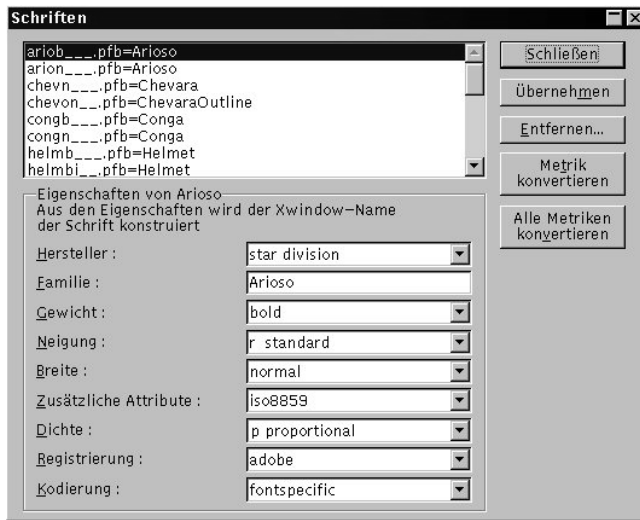 Schriften
ariob___.pfb=Arioso
arion___.pfb=Arioso
chevn___.pfb=Chevara
chevon___.pfb=ChevaraOutline
congb___.pfb=Conga
congn___.pfb=Conga
helmb___.pfb=Helmet
helmbi___.pfb=Helmet
Schließen
Übernehmen
Entfernen...
Metrik
konvertieren
Alle Metriken
konvertieren
Eigenschaften von Arioso
Aus den Eigenschaften wird der Xwindow-Name
der Schrift konstruiert
Hersteller : star division
Familie : Arioso
Gewicht : bold
Neigung : r standard
Breite : normal
Zusätzliche Attribute : iso8859
Dichte : p proportional
Registrierung : adobe
Kodierung : fontspecific